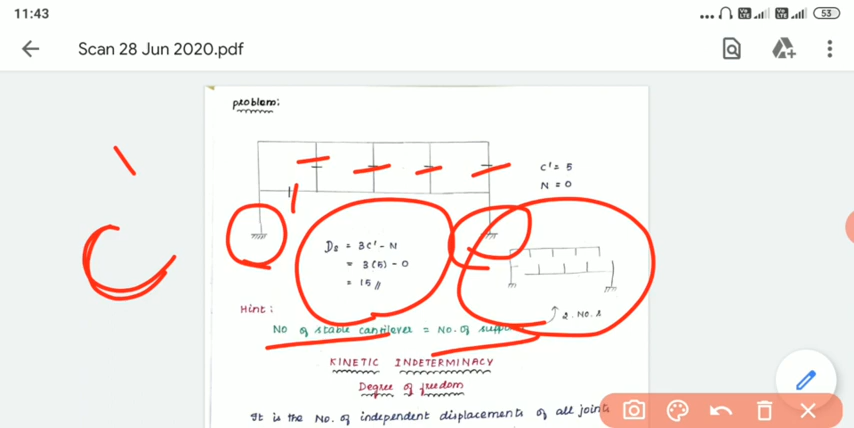 11:43
53
Scan 28 Jun 2020.pdf
problem:
C' = 5
N = 0
Ds = 3C' - N
= 3(5) - 0
= 15//
2. No. s
Hint:
No of stable cantilever = No. of
KINETIC INDETERMINACY
Degree of freedom
It is the No. of independent displacements of all joints